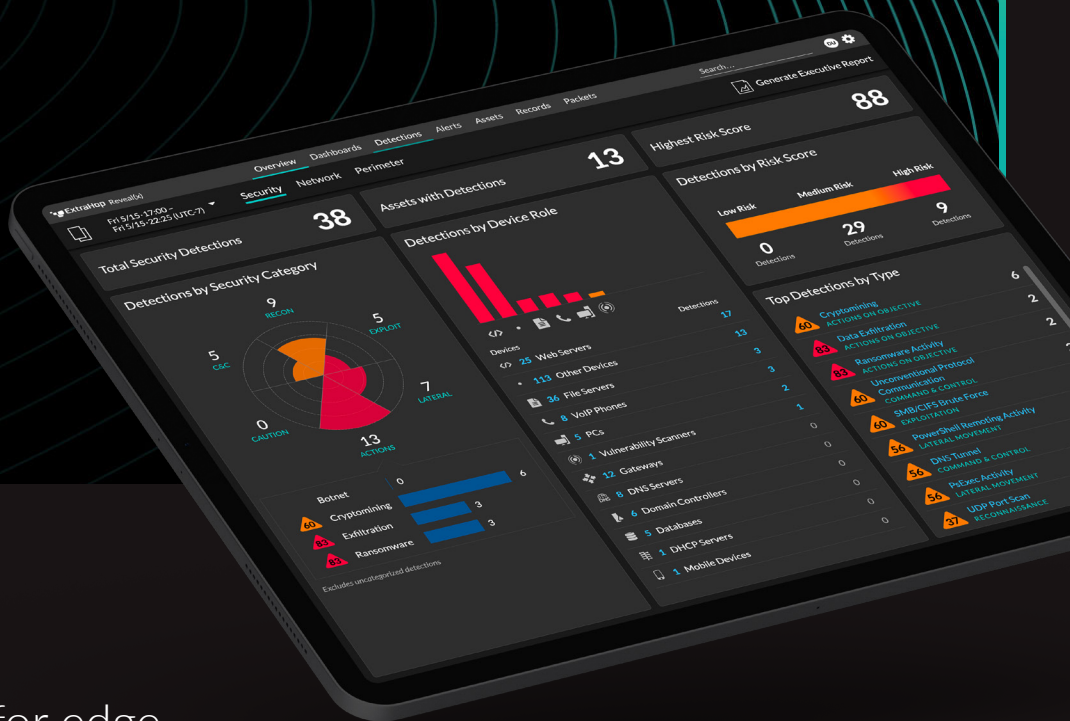 Search...
DU
ExtraHop Reveal(x)
Overview Dashboards Detections Alerts Assets Records Packets
Fri 5/15-17:00 -
Fri 5/15-22:25 (UTC-7)
Security Network Perimeter
Generate Executive Report
Total Security Detections 38
Assets with Detections 13
Highest Risk Score 88
Detections by Security Category
9
RECON
5
EXPLOIT
7
LATERAL
13
ACTIONS
0
CAUTION
5
C&C
Botnet 0
60 Cryptomining 6
83 Exfiltration 3
83 Ransomware 3
Excludes uncategorized detections
Detections by Device Role
Devices Detections
25 Web Servers 17
113 Other Devices 13
36 File Servers 3
8 VoIP Phones 3
5 PCs 2
1 Vulnerability Scanners 1
12 Gateways 0
8 DNS Servers 0
6 Domain Controllers 0
5 Databases 0
1 DHCP Servers 0
1 Mobile Devices 0
Detections by Risk Score
Low Risk Medium Risk High Risk
0 29 9
Detections Detections Detections
Top Detections by Type
60 Cryptomining 6
ACTIONS ON OBJECTIVE
83 Data Exfiltration 2
ACTIONS ON OBJECTIVE
83 Ransomware Activity 2
ACTIONS ON OBJECTIVE
60 Unconventional Protocol
Communication
COMMAND & CONTROL
60 SMB/CIFS Brute Force
EXPLOITATION
56 PowerShell Remoting Activity
LATERAL MOVEMENT
56 DNS Tunnel
COMMAND & CONTROL
56 PsExec Activity
LATERAL MOVEMENT
37 UDP Port Scan
RECONNAISSANCE
for edge